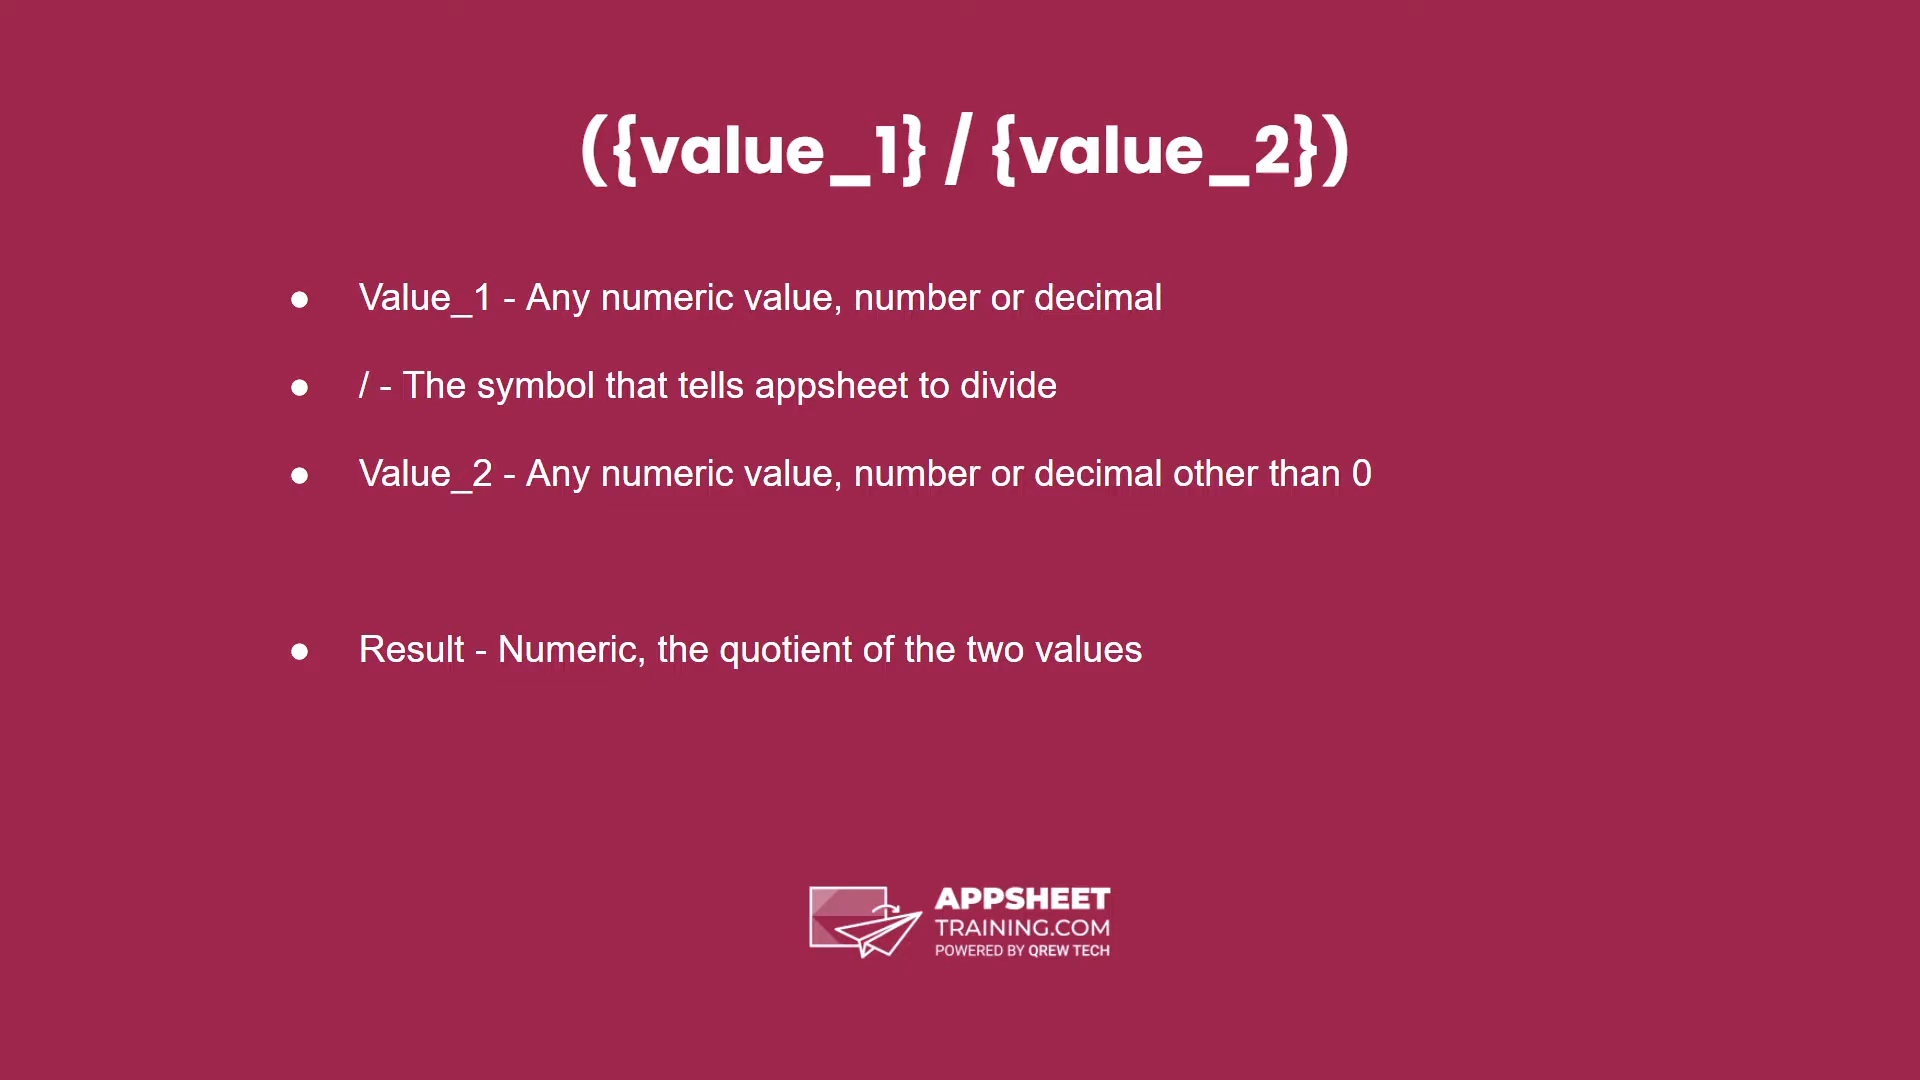 ({value_1} / {value_2})
● Value_1 - Any numeric value, number or decimal
● / - The symbol that tells appsheet to divide
● Value_2 - Any numeric value, number or decimal other than 0
● Result - Numeric, the quotient of the two values
APPSHEET
TRAINING.COM
POWERED BY QREW TECH